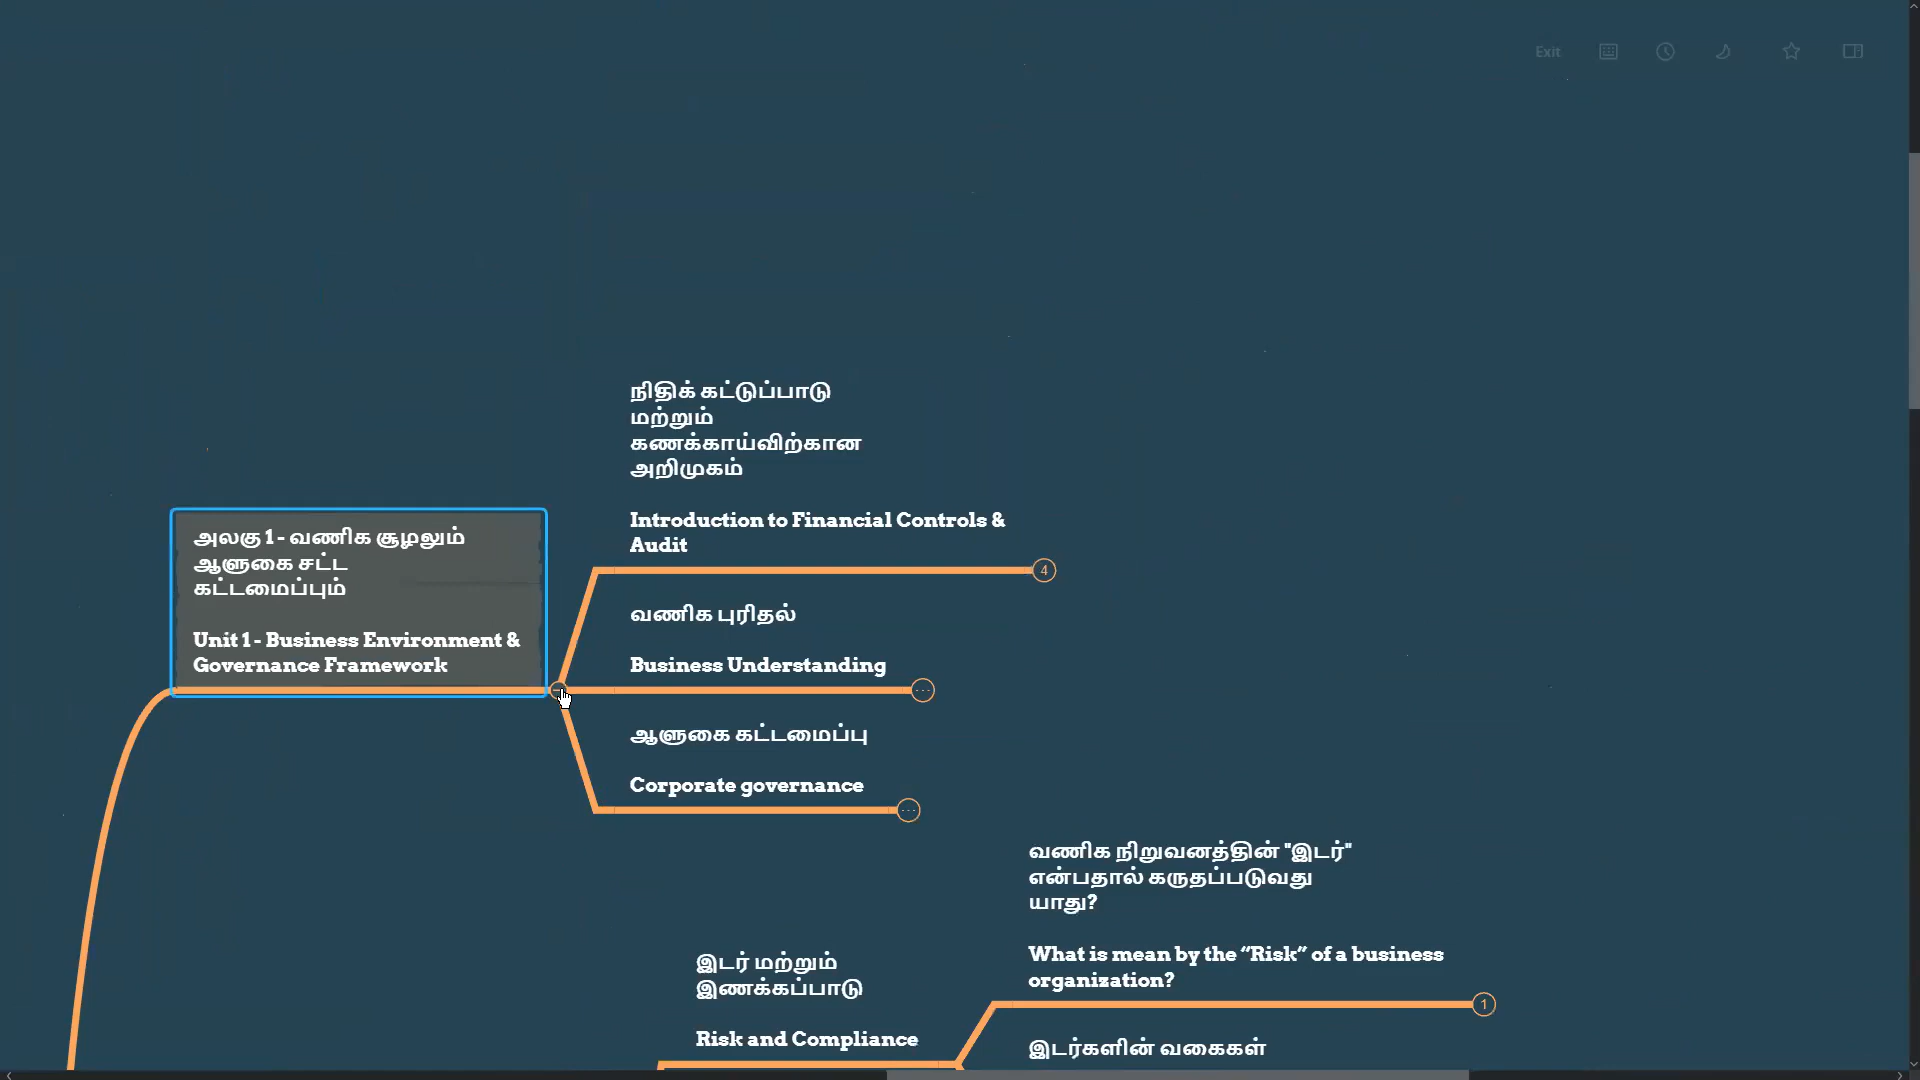 Exit
நிதிக் கட்டுப்பாடு
மற்றும்
கணக்காய்விற்கான
அறிமுகம்
Introduction to Financial Controls &
Audit
4
அலகு 1 - வணிக சூழலும்
ஆளுகை சட்ட
கட்டமைப்பும்
Unit 1 - Business Environment &
Governance Framework
வணிக புரிதல்
Business Understanding
ஆளுகை கட்டமைப்பு
Corporate governance
வணிக நிறுவனத்தின் "இடர்"
என்பதால் கருதப்படுவது
யாது?
What is mean by the “Risk” of a business
organization?
1
இடர் மற்றும்
இணக்கப்பாடு
Risk and Compliance
இடர்களின் வகைகள்